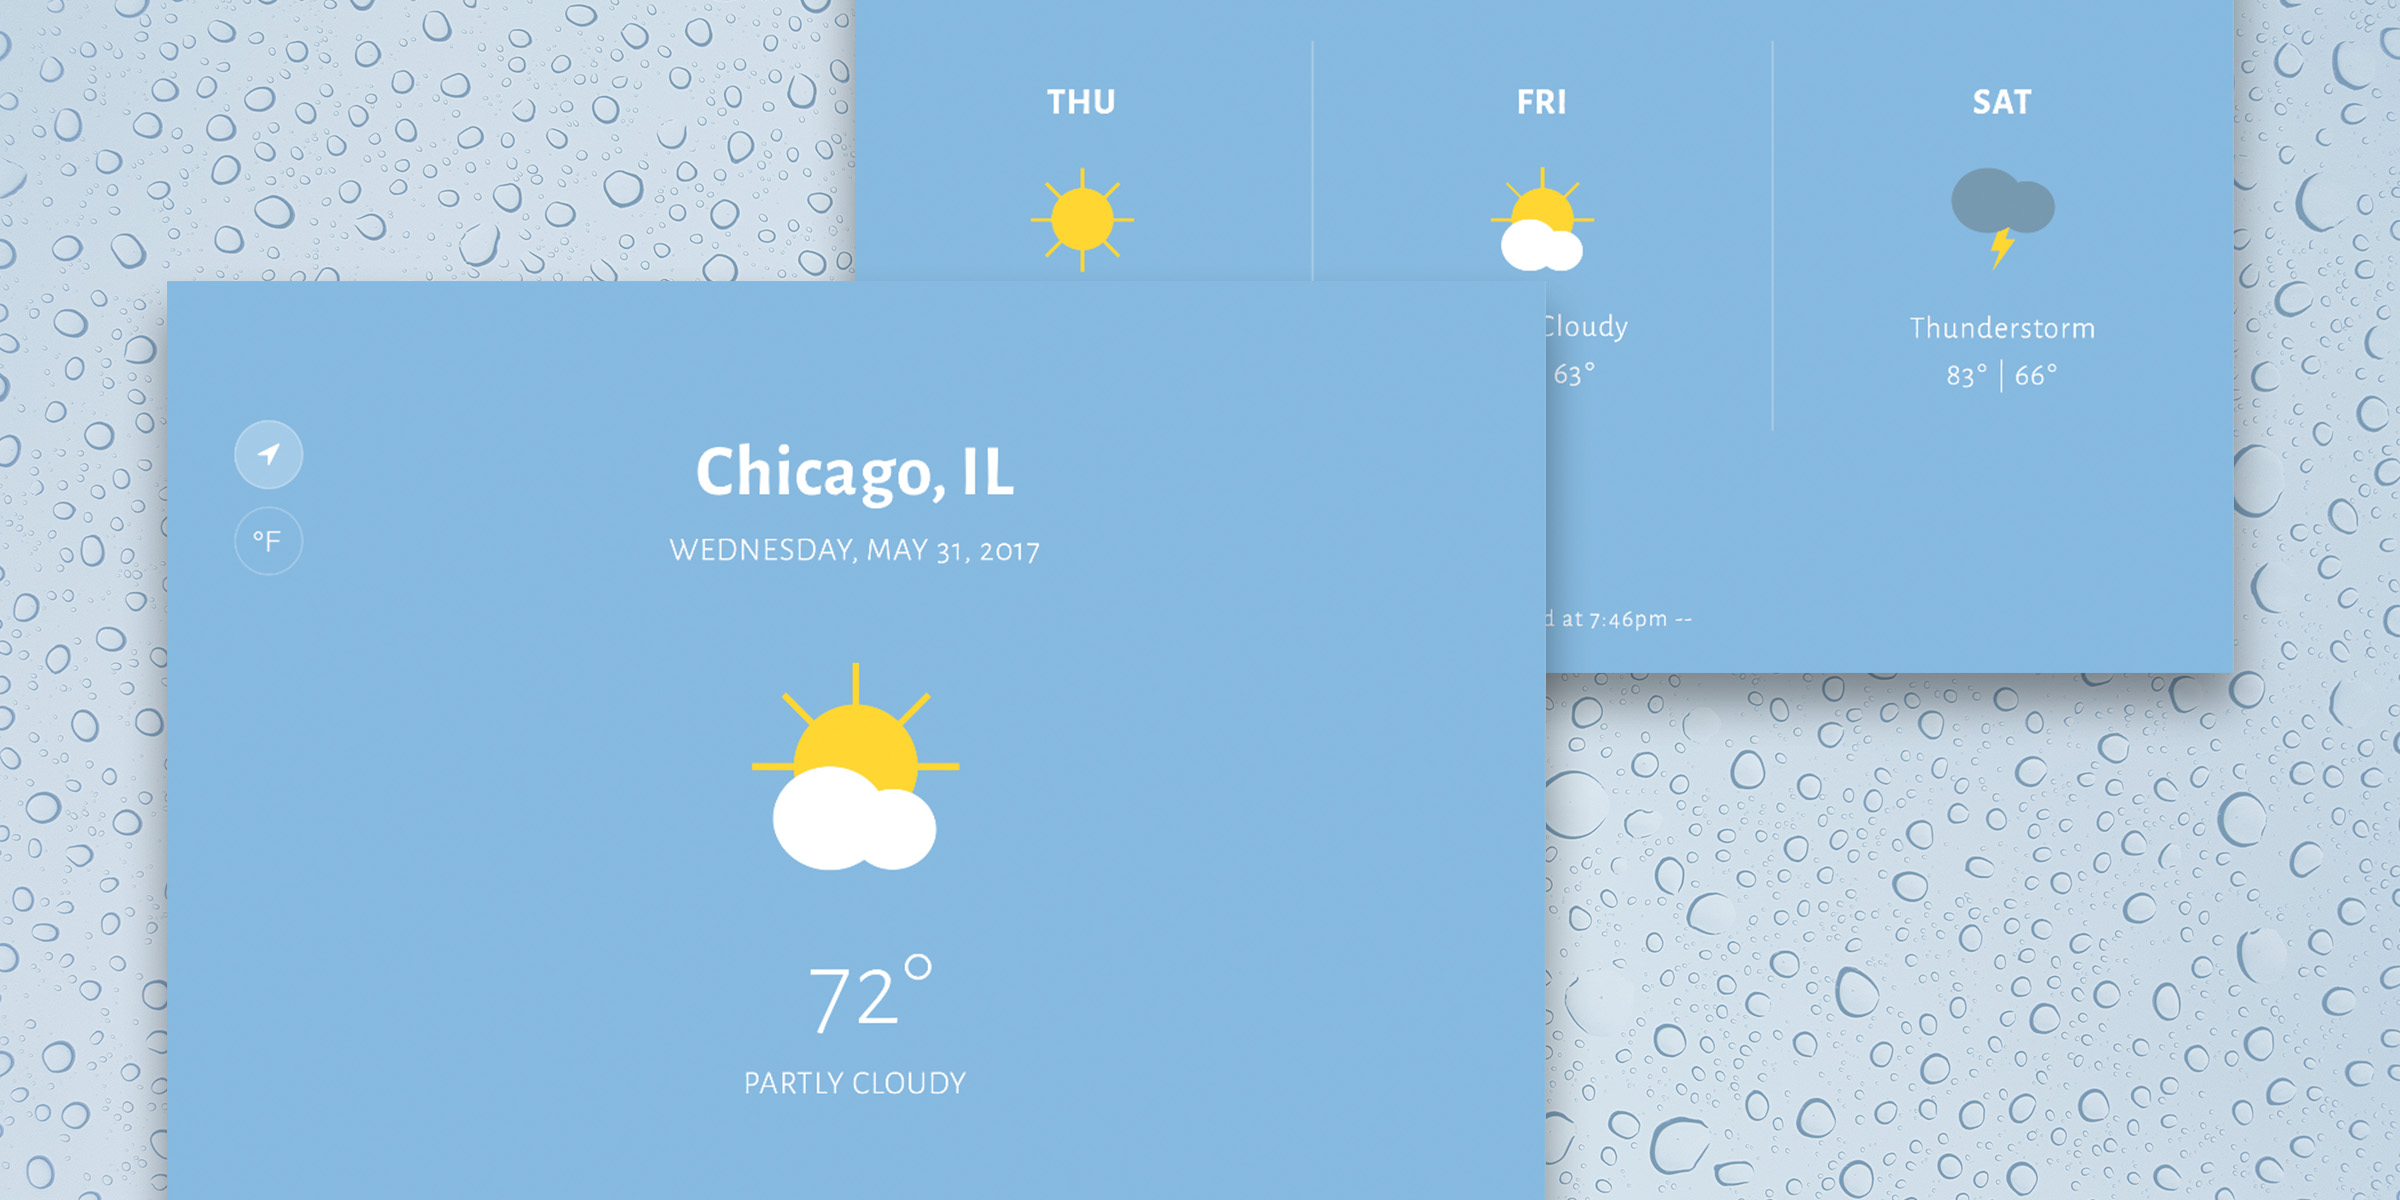 THU
FRI
SAT
Cloudy
63°
Thunderstorm
83° | 66°
at 7:46pm --
°F
Chicago, IL
WEDNESDAY, MAY 31, 2017
72°
PARTLY CLOUDY